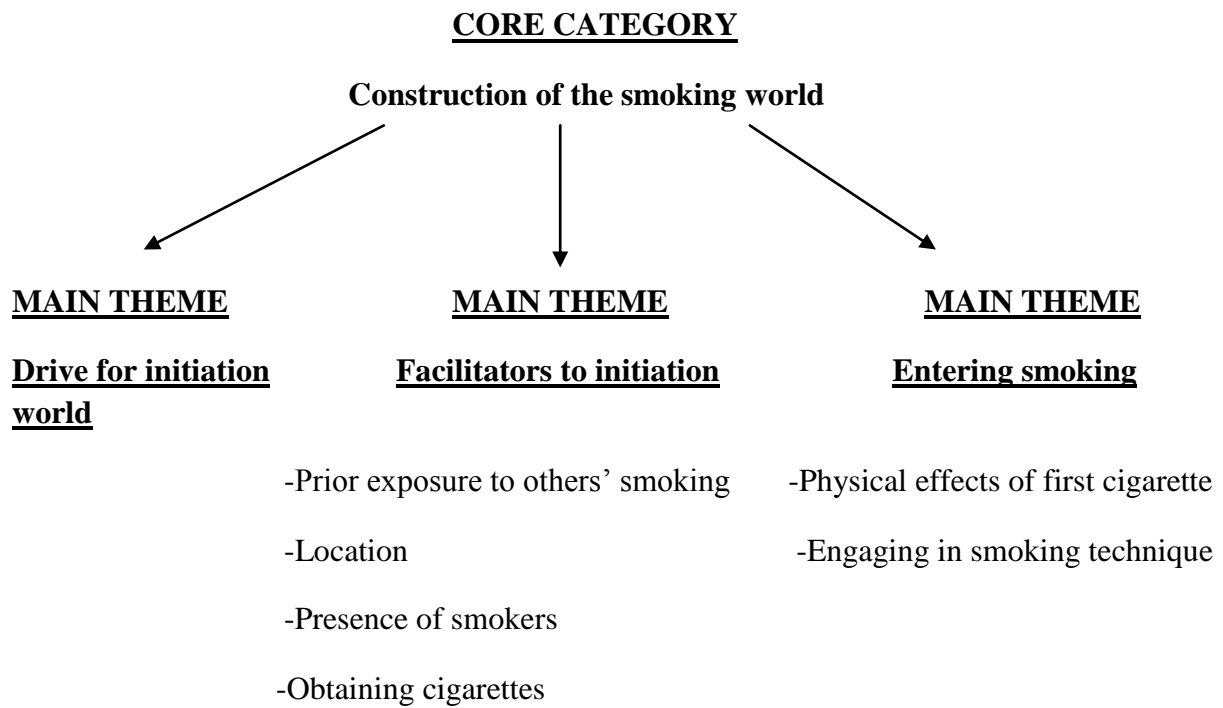 CORE CATEGORY
Construction of the smoking world
MAIN THEME MAIN THEME MAIN THEME
Drive for initiation Facilitators to initiation Entering smoking
world
-Prior exposure to others’ smoking -Physical effects of first cigarette
-Location -Engaging in smoking technique
-Presence of smokers
-Obtaining cigarettes